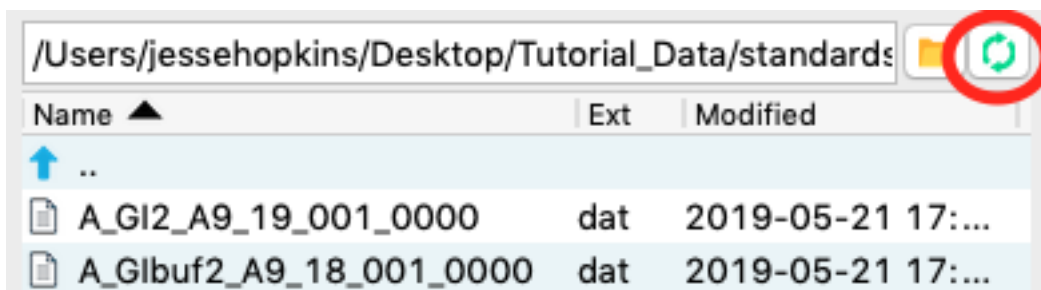 /Users/jessehopkins/Desktop/Tutorial_Data/standards
Name Ext Modified
..
A_GI2_A9_19_001_0000 dat 2019-05-21 17:...
A_GIbuf2_A9_18_001_0000 dat 2019-05-21 17:...